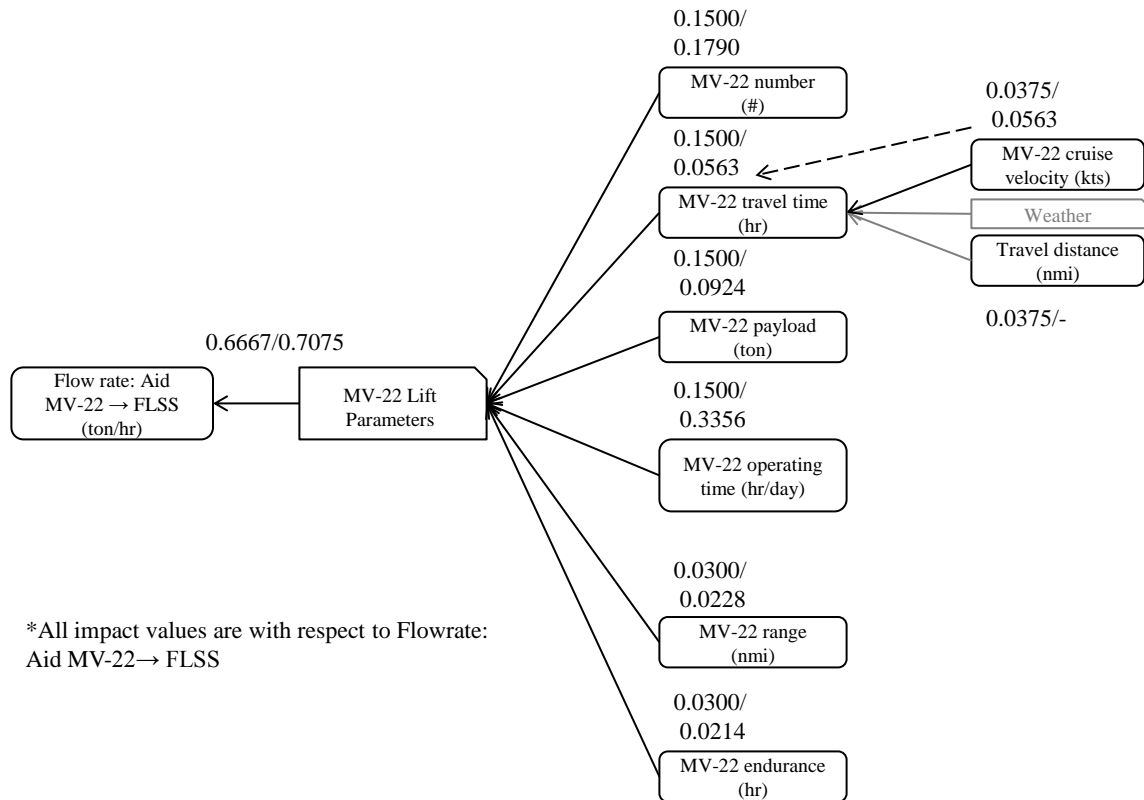 0.1500/
0.1790
MV-22 number
(#)
0.0375/
0.0563
0.1500/
0.0563
MV-22 cruise
velocity (kts)
MV-22 travel time
(hr)
Weather
Travel distance
(nmi)
0.1500/
0.0924
0.0375/-
MV-22 payload
(ton)
0.6667/0.7075
Flow rate: Aid
MV-22 → FLSS
(ton/hr)
MV-22 Lift
Parameters
0.1500/
0.3356
MV-22 operating
time (hr/day)
0.0300/
0.0228
MV-22 range
(nmi)
*All impact values are with respect to Flowrate:
Aid MV-22→ FLSS
0.0300/
0.0214
MV-22 endurance
(hr)